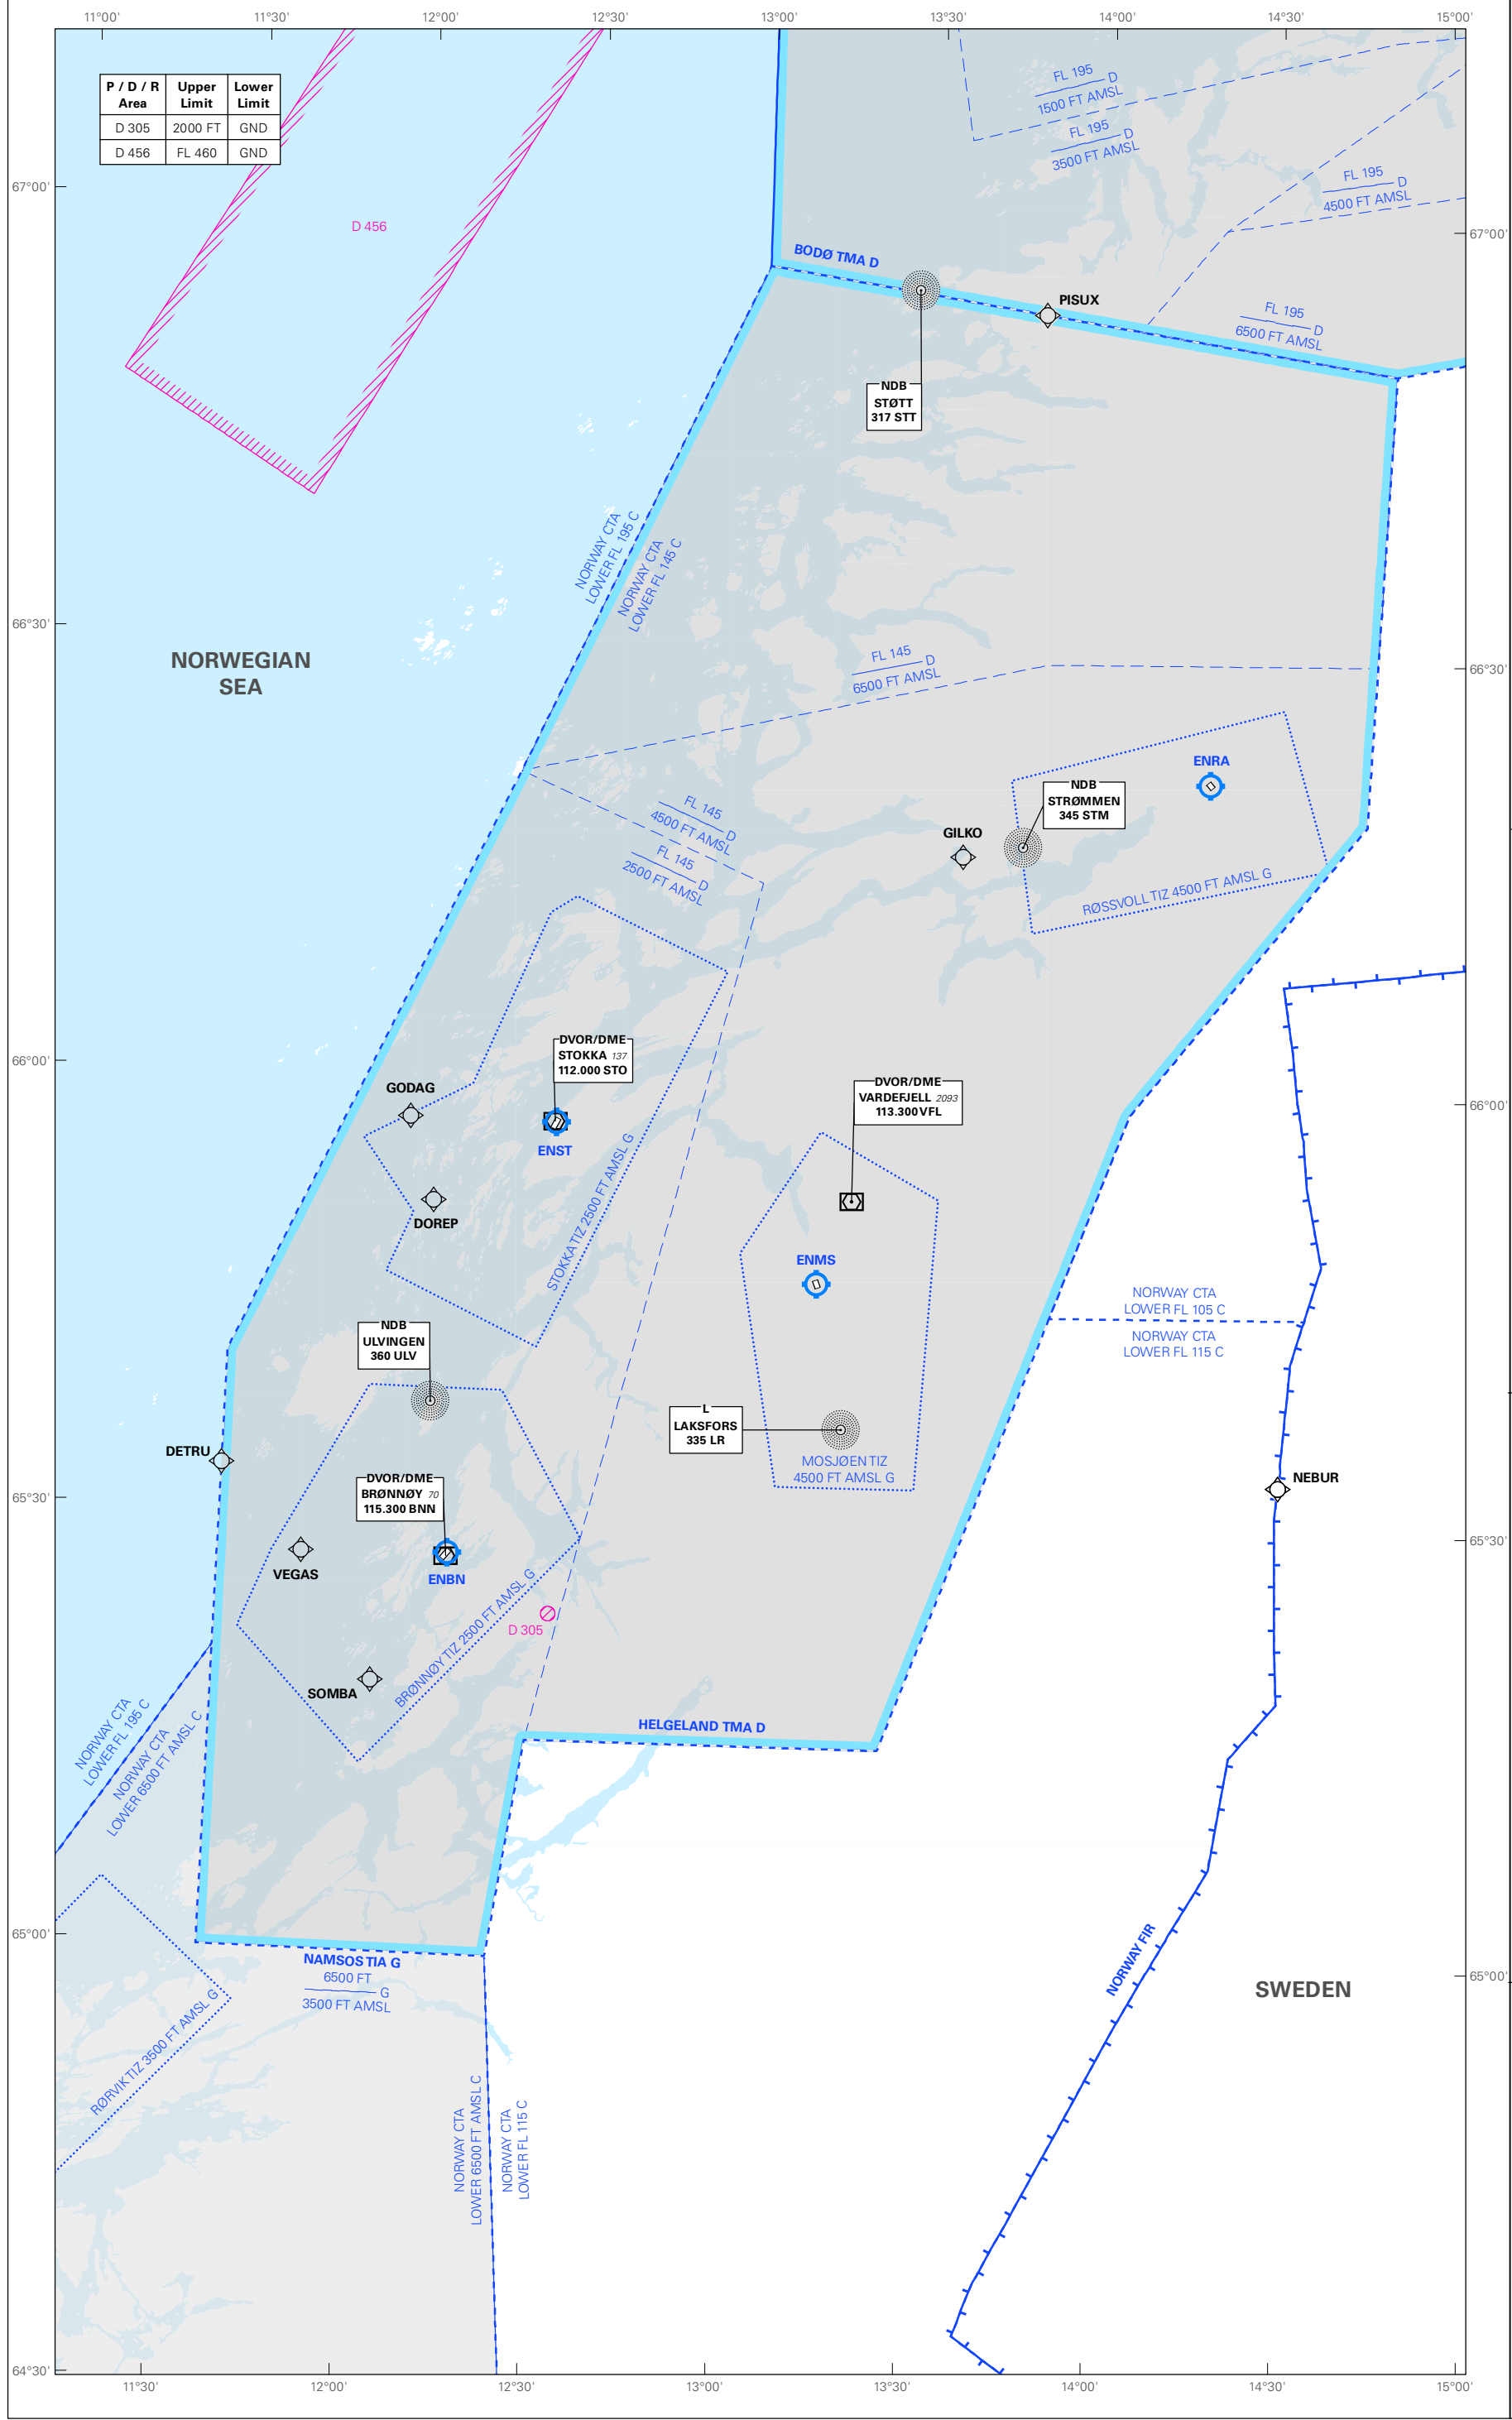 11°00' 11°30' 12°00' 12°30' 13°00' 13°30' 14°00' 14°30' 15°00'
P / D / R Area Upper Limit Lower Limit
D 305 2000 FT GND
D 456 FL 460 GND
FL 195 D
1500 FT AMSL
FL 195 D
3500 FT AMSL
FL 195 D
4500 FT AMSL
67°00'
67°00'
D 456
BODØ TMA D
PISUX
FL 195 D
6500 FT AMSL
NDB
STØTT
317 STT
NORWAY CTA
LOWER FL 195 C
NORWAY CTA
LOWER FL 145 C
66°30'
66°30'
NORWEGIAN
SEA
FL 145 D
6500 FT AMSL
ENRA
NDB
STRØMMEN
345 STM
GILKO
FL 145 D
4500 FT AMSL
FL 145 D
2500 FT AMSL
RØSSVOLL TIZ 4500 FT AMSL G
66°00'
66°00'
DVOR/DME
STOKKA 137
112.000 STO
GODAG
DVOR/DME
VARDEFJELL 2093
113.300 VFL
ENST
DOREP
STOKKA TIZ 2500 FT AMSL G
ENMS
NORWAY CTA
LOWER FL 105 C
NORWAY CTA
LOWER FL 115 C
NDB
ULVINGEN
360 ULV
L
LAKSFORS
335 LR
DETRU
MOSJØEN TIZ
4500 FT AMSL G
NEBUR
65°30'
65°30'
DVOR/DME
BRØNNØY 70
115.300 BNN
VEGAS
ENBN
BRØNNØY TIZ 2500 FT AMSL G
D 305
SOMBA
HELGELAND TMA D
NORWAY CTA
LOWER FL 195 C
NORWAY CTA
LOWER 6500 FT AMSL C
65°00'
65°00'
NAMSOS TIA G
6500 FT
G
3500 FT AMSL
NORWAY FIR
SWEDEN
RØRVIK TIZ 3500 FT AMSL G
NORWAY CTA
LOWER 6500 FT AMSL C
NORWAY CTA
LOWER FL 115 C
64°30'
11°30' 12°00' 12°30' 13°00' 13°30' 14°00' 14°30' 15°00'